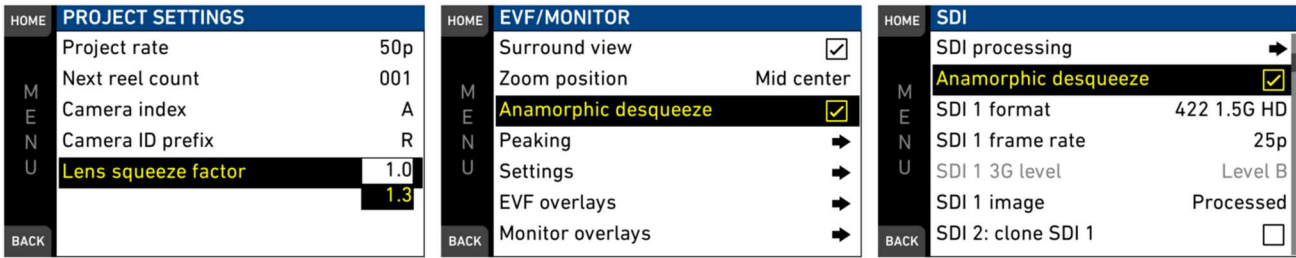 HOME PROJECT SETTINGS
Project rate 50p
Next reel count 001
Camera index A
Camera ID prefix R
Lens squeeze factor 1.0
1.3
MENU
BACK
HOME EVF/MONITOR
Surround view
Zoom position Mid center
Anamorphic desqueeze
Peaking
Settings
EVF overlays
Monitor overlays
MENU
BACK
HOME SDI
SDI processing
Anamorphic desqueeze
SDI 1 format 422 1.5G HD
SDI 1 frame rate 25p
SDI 1 3G level Level B
SDI 1 image Processed
SDI 2: clone SDI 1
MENU
BACK